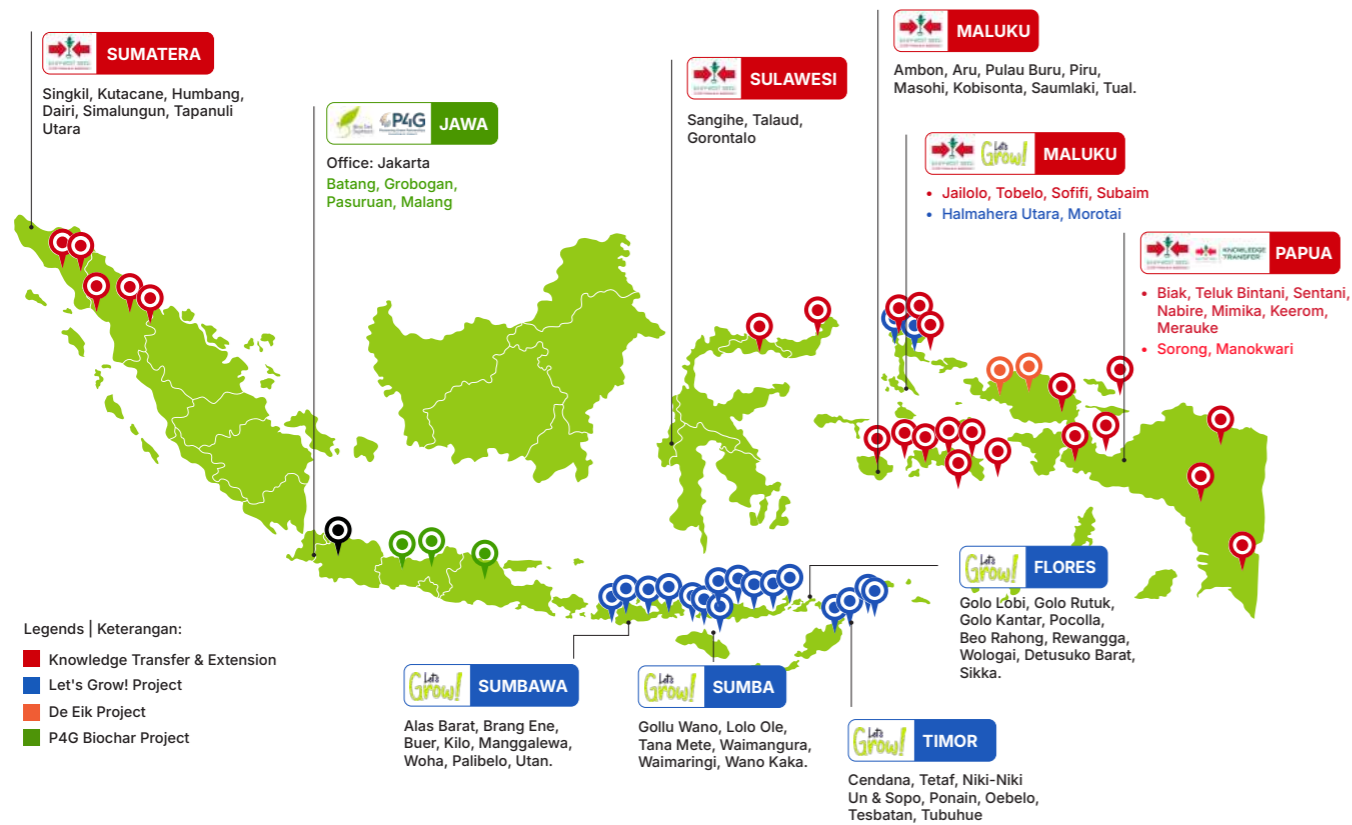 SUMATERA
Singkil, Kutacane, Humbang,
Dairi, Simalungun, Tapanuli
Utara
P4G
JAWA
Office: Jakarta
Batang, Grobogan,
Pasuruan, Malang
SULAWESI
Sangihe, Talaud,
Gorontalo
MALUKU
Ambon, Aru, Pulau Buru, Piru,
Masohi, Kobisonta, Saumlaki, Tual.
Let's
Grow!
MALUKU
• Jailolo, Tobelo, Sofifi, Subaim
• Halmahera Utara, Morotai
KNOWLEDGE
TRANSFER
PAPUA
• Biak, Teluk Bintani, Sentani,
Nabire, Mimika, Keerom,
Merauke
• Sorong, Manokwari
Let's
Grow!
FLORES
Golo Lobi, Golo Rutuk,
Golo Kantar, Pocolla,
Beo Rahong, Rewangga,
Wologai, Detusuko Barat,
Sikka.
Legends | Keterangan:
Knowledge Transfer & Extension
Let's Grow! Project
De Eik Project
P4G Biochar Project
Let's
Grow!
SUMBAWA
Alas Barat, Brang Ene,
Buer, Kilo, Manggalewa,
Woha, Palibelo, Utan.
Let's
Grow!
SUMBA
Gollu Wano, Lolo Ole,
Tana Mete, Waimangura,
Waimaringi, Wano Kaka.
Let's
Grow!
TIMOR
Cendana, Tetaf, Niki-Niki
Un & Sopo, Ponain, Oebelo,
Tesbatan, Tubuhue